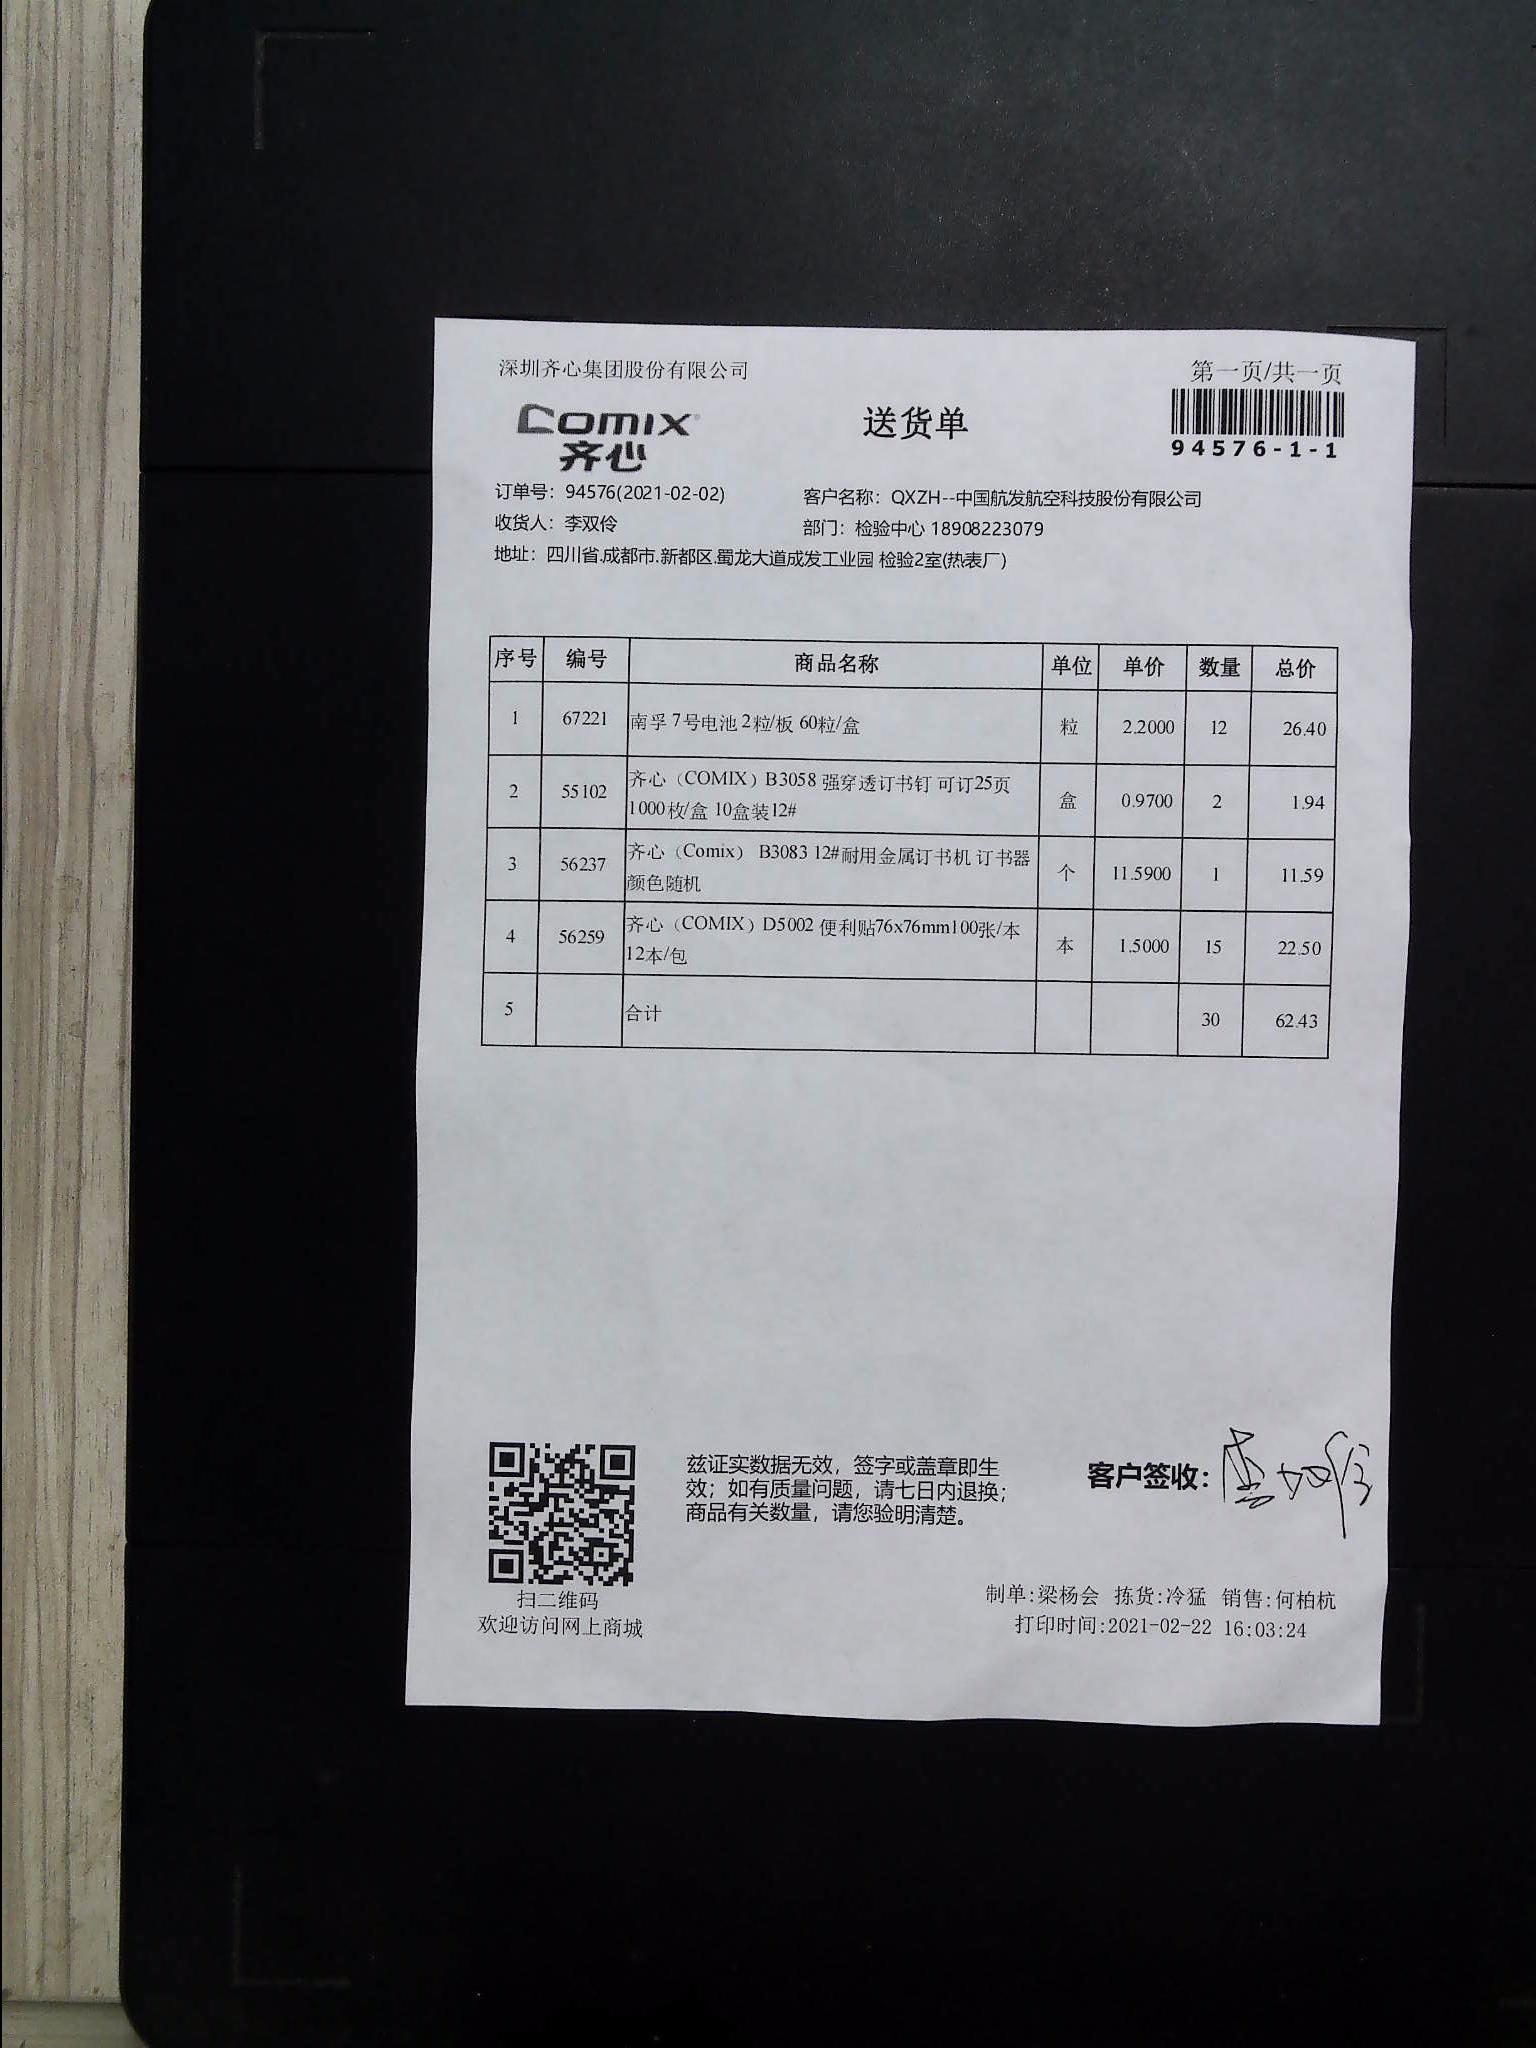 深圳齐心集团股份有限公司
第一页/共一页
COMIX
齐心
送货单
94576-1-1
订单号：94576(2021-02-02)
客户名称：QXZH--中国航发航空科技股份有限公司
收货人：李双伶
部门：检验中心 18908223079
地址：四川省.成都市.新都区.蜀龙大道成发工业园 检验2室(热表厂)
序号 编号 商品名称 单位 单价 数量 总价
1 67221 南孚 7号电池 2粒/板 60粒/盒 粒 2.2000 12 26.40
2 55102 齐心（COMIX）B3058 强穿透订书钉 可订25页 1000枚/盒 10盒装12# 盒 0.9700 2 1.94
3 56237 齐心（Comix） B3083 12#耐用金属订书机 订书器 颜色随机 个 11.5900 1 11.59
4 56259 齐心（COMIX）D5002 便利贴76x76mm100张/本 12本/包 本 1.5000 15 22.50
5 合计 30 62.43
兹证实数据无效，签字或盖章即生
效；如有质量问题，请七日内退换；
商品有关数量，请您验明清楚。
客户签收：
扫二维码
欢迎访问网上商城
制单:梁杨会 拣货:冷猛 销售:何柏杭
打印时间:2021-02-22 16:03:24